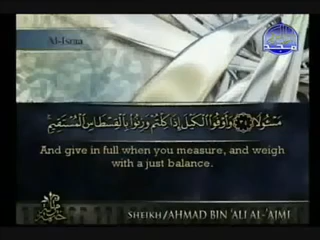 Al-Israa
مَسْئُولًا ﴿٣٤﴾ وَأَوْفُوا الْكَيْلَ إِذَا كِلْتُمْ وَزِنُوا بِالْقِسْطَاسِ الْمُسْتَقِيمِ ۚ
And give in full when you measure, and weigh
with a just balance.
SHEIKH/AHMAD BIN 'ALI AL-'AJMI